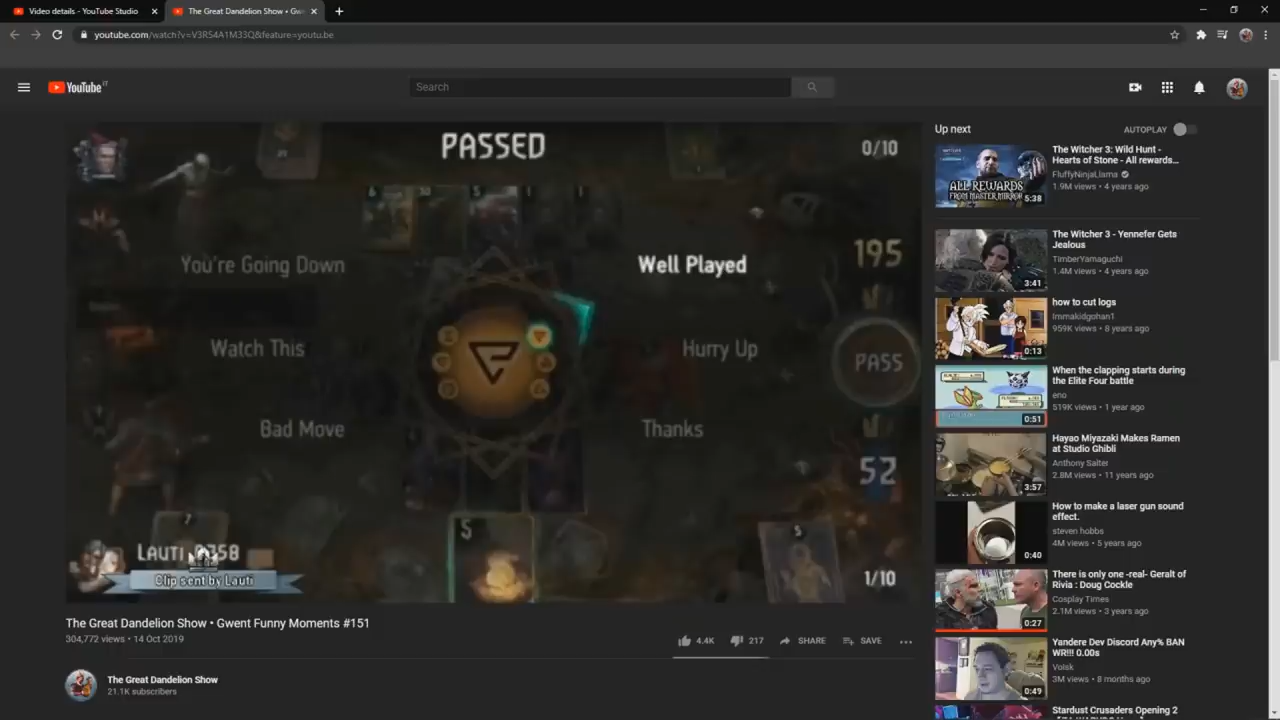 Video details - YouTube Studio
The Great Dandelion Show • Gw
youtube.com/watch?v=V3RS4A1M33Q&feature=youtu.be
YouTube IT
Search
PASSED
0/10
You're Going Down
Well Played
195
Watch This
Hurry Up
PASS
Bad Move
Thanks
52
7
5
5
Clip sent by Lauti
1/10
The Great Dandelion Show • Gwent Funny Moments #151
304,772 views • 14 Oct 2019
4.4K
217
SHARE
SAVE
The Great Dandelion Show
21.1K subscribers
Up next
AUTOPLAY
ALL REWARDS
FROM MASTER MIRROR
5:38
The Witcher 3: Wild Hunt -
Hearts of Stone - All rewards...
FluffyNinjaLlama
1.9M views • 4 years ago
3:41
The Witcher 3 - Yennefer Gets
Jealous
TimberYamaguchi
1.4M views • 4 years ago
0:13
how to cut logs
Immakidgohan1
959K views • 8 years ago
0:51
When the clapping starts during
the Elite Four battle
eno
519K views • 1 year ago
3:57
Hayao Miyazaki Makes Ramen
at Studio Ghibli
Anthony Salter
2.8M views • 11 years ago
0:40
How to make a laser gun sound
effect.
steven hobbs
4M views • 5 years ago
0:27
There is only one -real- Geralt of
Rivia : Doug Cockle
Cosplay Times
2.1M views • 3 years ago
0:49
Yandere Dev Discord Any% BAN
WR!!! 0.00s
Volsk
3M views • 8 months ago
Stardust Crusaders Opening 2